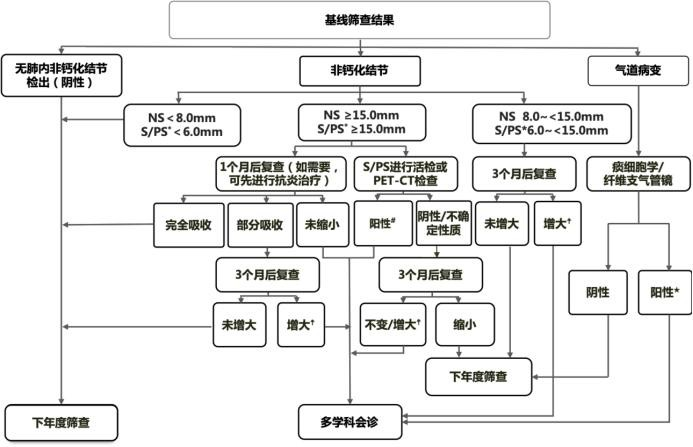 基线筛查结果
无肺内非钙化结节
检出（阴性）
非钙化结节
气道病变
NS＜8.0mm
S/PS*＜6.0mm
NS ≥15.0mm
S/PS*≥15.0mm
NS 8.0~<15.0mm
S/PS*6.0~<15.0mm
1个月后复查（如需要，
可先进行抗炎治疗）
S/PS进行活检或
PET-CT检查
3个月后复查
痰细胞学/
纤维支气管镜
完全吸收
部分吸收
未缩小
阳性#
阴性/不确
定性质
未增大
增大†
3个月后复查
3个月后复查
阴性
阳性★
未增大
增大†
不变/增大†
缩小
下年度筛查
下年度筛查
多学科会诊